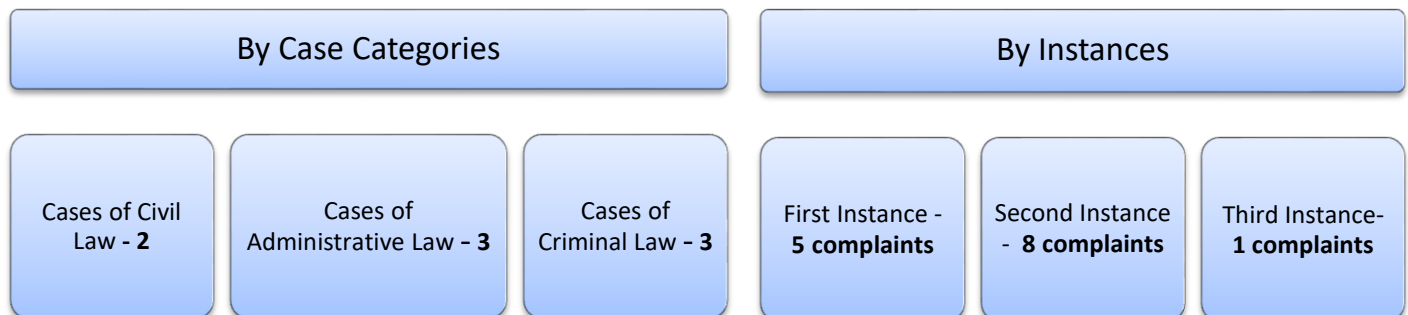 By Case Categories
By Instances
Cases of Civil
Law - 2
Cases of
Administrative Law - 3
Cases of
Criminal Law - 3
First Instance -
5 complaints
Second Instance
- 8 complaints
Third Instance-
1 complaints